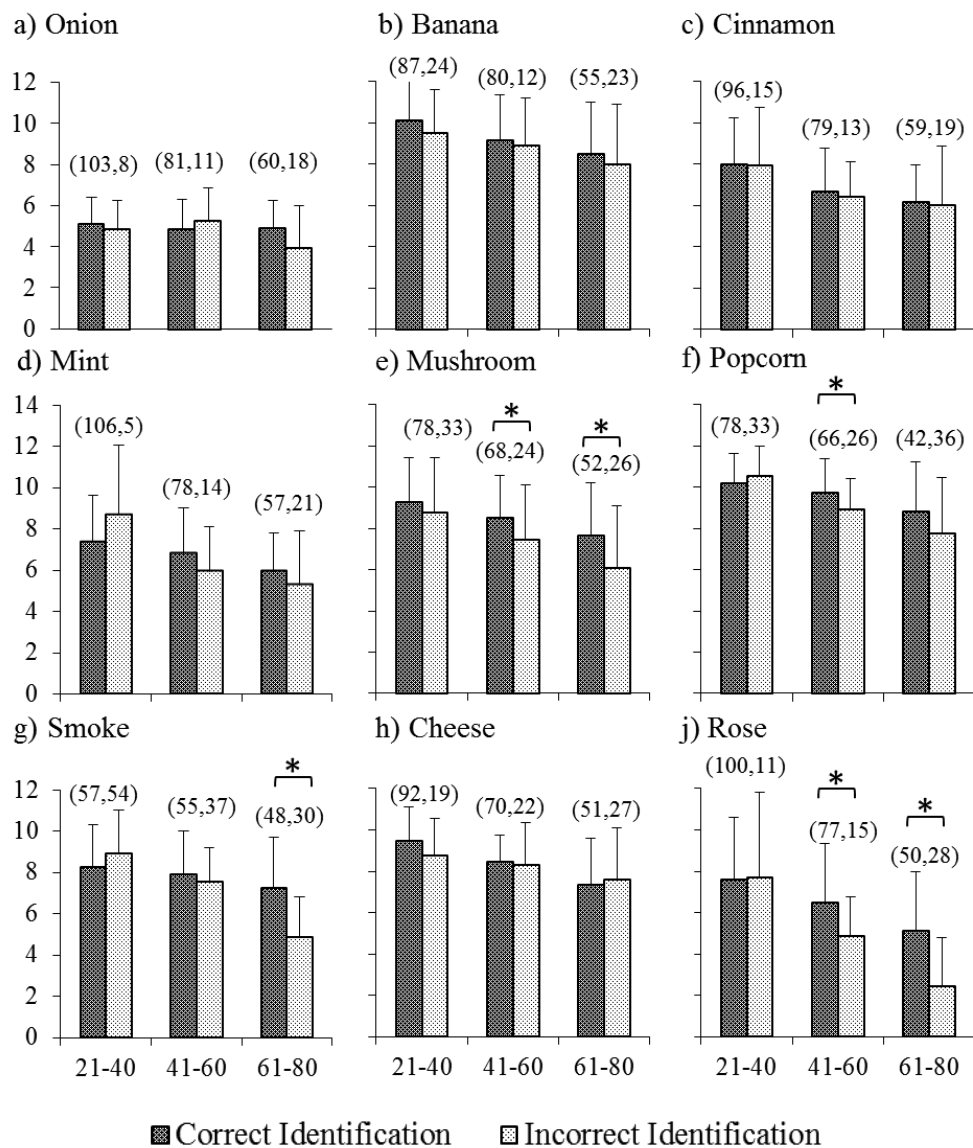 a) Onion b) Banana c) Cinnamon
12
10
8
6
4
2
0
(103,8) (81,11) (60,18)
(87,24) (80,12) (55,23)
(96,15) (79,13) (59,19)
d) Mint e) Mushroom f) Popcorn
14
12
10
8
6
4
2
0
(106,5) (78,14) (57,21)
* *
(78,33) (68,24) (52,26)
*
(78,33) (66,26) (42,36)
g) Smoke h) Cheese j) Rose
12
10
8
6
4
2
0
*
(57,54) (55,37) (48,30)
(92,19) (70,22) (51,27)
* *
(100,11) (77,15) (50,28)
21-40 41-60 61-80 21-40 41-60 61-80 21-40 41-60 61-80
Correct Identification Incorrect Identification